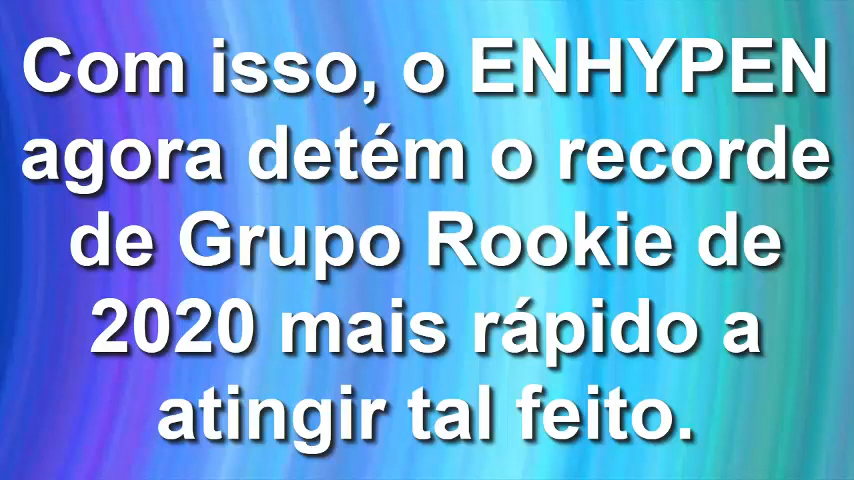 Com isso, o ENHYPEN
agora detém o recorde
de Grupo Rookie de
2020 mais rápido a
atingir tal feito.